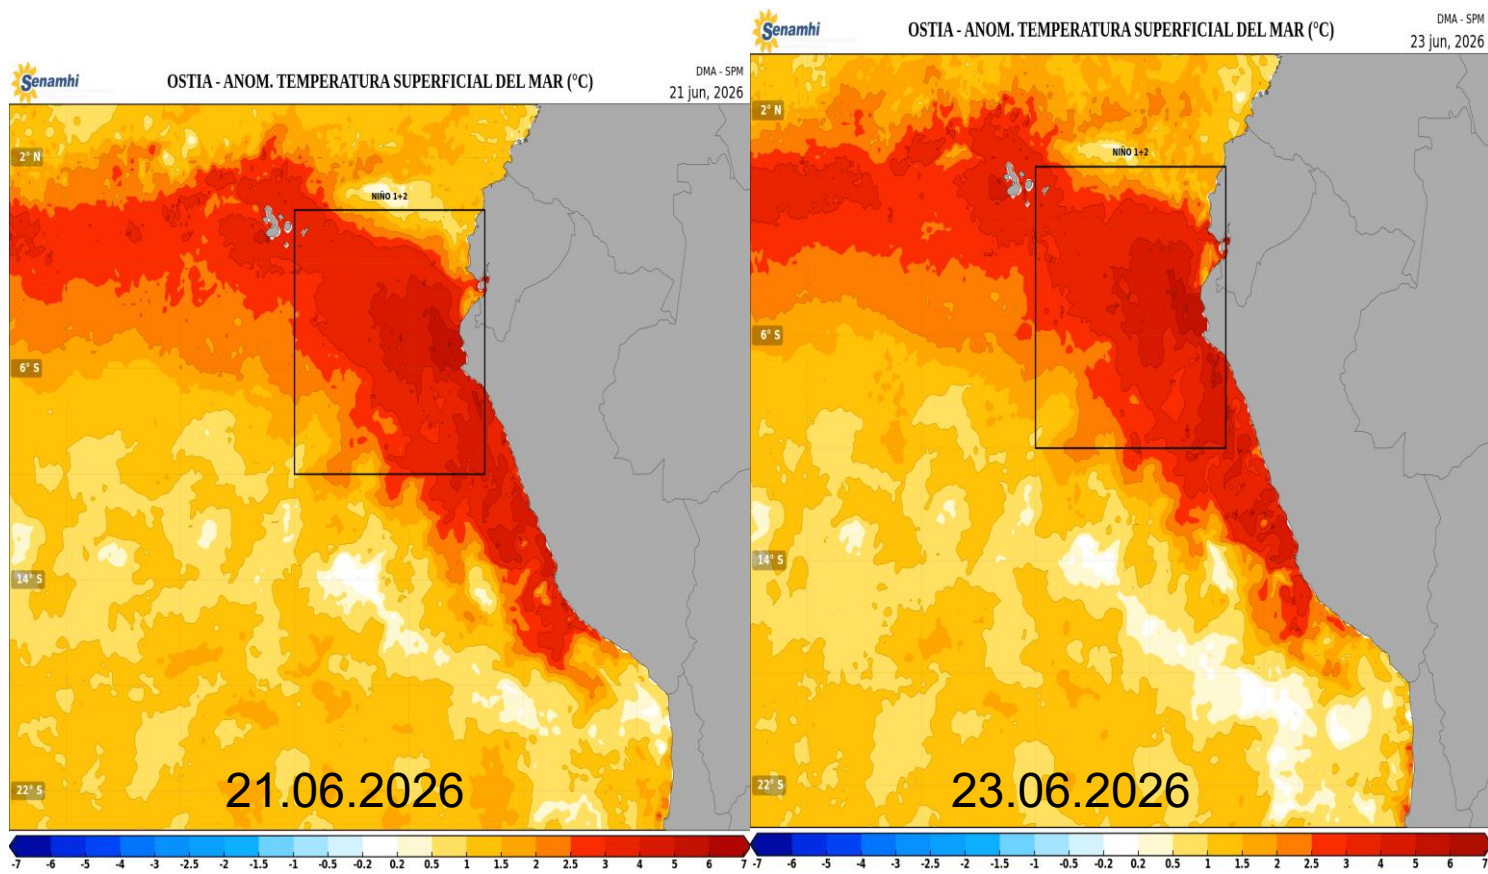 Senamhi
OSTIA - ANOM. TEMPERATURA SUPERFICIAL DEL MAR (°C)
DMA - SPM
21 jun, 2026
2° N
NIÑO 1+2
6° S
14° S
22° S
21.06.2026
-7 -6 -5 -4 -3 -2.5 -2 -1.5 -1 -0.5 -0.2 0.2 0.5 1 1.5 2 2.5 3 4 5 6 7
Senamhi
OSTIA - ANOM. TEMPERATURA SUPERFICIAL DEL MAR (°C)
DMA - SPM
23 jun, 2026
2° N
NIÑO 1+2
6° S
14° S
22° S
23.06.2026
-7 -6 -5 -4 -3 -2.5 -2 -1.5 -1 -0.5 -0.2 0.2 0.5 1 1.5 2 2.5 3 4 5 6 7